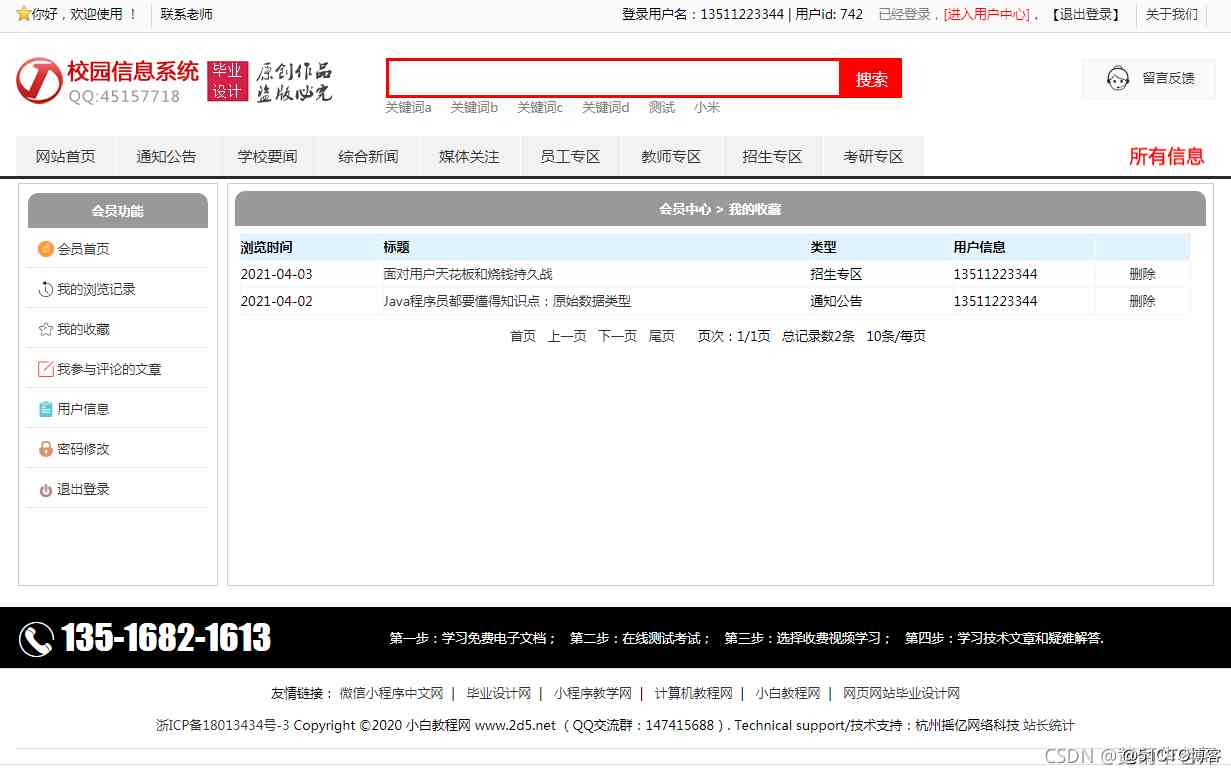 你好，欢迎使用 ！ 联系老师 登录用户名：13511223344 | 用户id: 742 已经登录，[进入用户中心]， 【退出登录】 关于我们
校园信息系统
QQ:45157718
毕业
设计
原创作品
盗版必究
搜索
留言反馈
关键词a 关键词b 关键词c 关键词d 测试 小米
网站首页 通知公告 学校要闻 综合新闻 媒体关注 员工专区 教师专区 招生专区 考研专区 所有信息
会员功能
会员首页
我的浏览记录
我的收藏
我参与评论的文章
用户信息
密码修改
退出登录
会员中心 > 我的收藏
浏览时间 标题 类型 用户信息
2021-04-03 面对用户天花板和烧钱持久战 招生专区 13511223344 删除
2021-04-02 Java程序员都要懂得知识点：原始数据类型 通知公告 13511223344 删除
首页 上一页 下一页 尾页 页次：1/1页 总记录数2条 10条/每页
135-1682-1613
第一步：学习免费电子文档； 第二步：在线测试考试； 第三步：选择收费视频学习； 第四步：学习技术文章和疑难解答.
友情链接： 微信小程序中文网 | 毕业设计网 | 小程序教学网 | 计算机教程网 | 小白教程网 | 网页网站毕业设计网
浙ICP备18013434号-3 Copyright ©2020 小白教程网 www.2d5.net （ QQ交流群：147415688 ）. Technical support/技术支持：杭州摇亿网络科技 站长统计
CSDN @
@51CTO博客